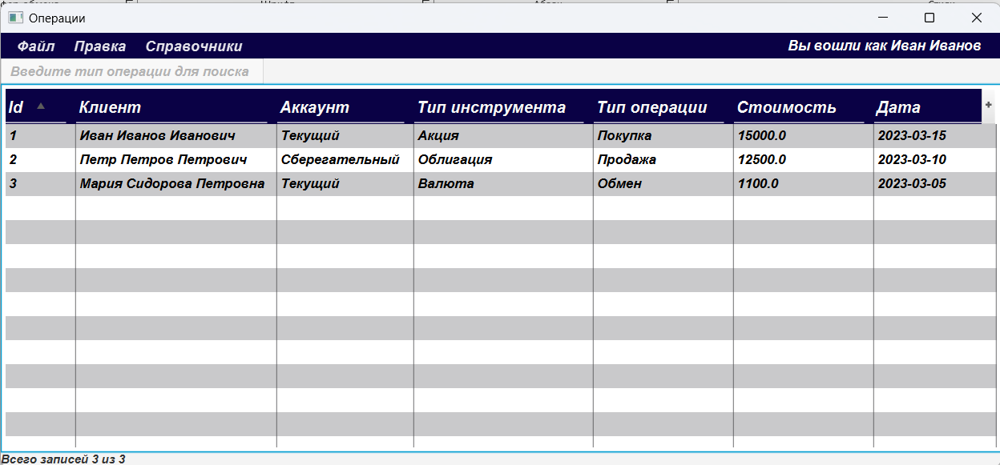 Операции
Файл Правка Справочники Вы вошли как Иван Иванов
Введите тип операции для поиска
Id Клиент Аккаунт Тип инструмента Тип операции Стоимость Дата +
1 Иван Иванов Иванович Текущий Акция Покупка 15000.0 2023-03-15
2 Петр Петров Петрович Сберегательный Облигация Продажа 12500.0 2023-03-10
3 Мария Сидорова Петровна Текущий Валюта Обмен 1100.0 2023-03-05
Всего записей 3 из 3